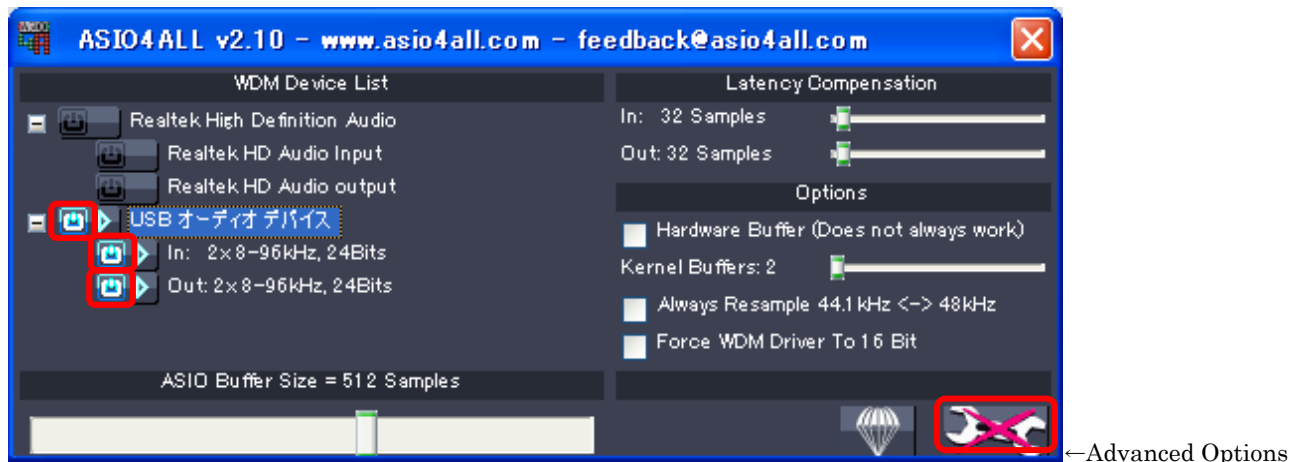 ASIO4ALL v2.10 - www.asio4all.com - feedback@asio4all.com
WDM Device List
Realtek High Definition Audio
Realtek HD Audio Input
Realtek HD Audio output
USB オーディオ デバイス
In: 2x8-96kHz, 24Bits
Out: 2x8-96kHz, 24Bits
ASIO Buffer Size = 512 Samples
Latency Compensation
In: 32 Samples
Out: 32 Samples
Options
Hardware Buffer (Does not always work)
Kernel Buffers: 2
Always Resample 44.1kHz <-> 48kHz
Force WDM Driver To 16 Bit
←Advanced Options